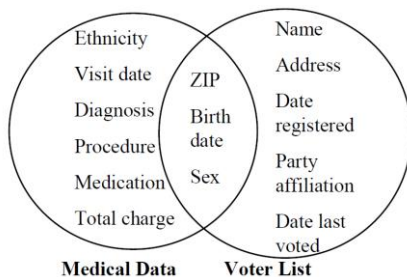 Ethnicity
Visit date
Diagnosis
Procedure
Medication
Total charge
ZIP
Birth
date
Sex
Name
Address
Date
registered
Party
affiliation
Date last
voted
Medical Data
Voter List